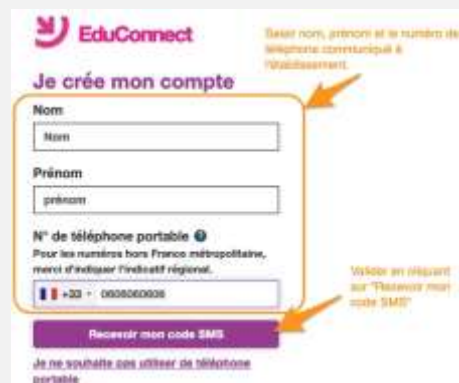 EduConnect
Saisir nom, prénom et le numéro de
téléphone communiqué à
l'établissement.
Je crée mon compte
Nom
Nom
Prénom
prénom
N° de téléphone portable
Pour les numéros hors France métropolitaine,
merci d'indiquer l'indicatif régional.
+33 0606060606
Valider en cliquant
sur "Recevoir mon
code SMS"
Recevoir mon code SMS
Je ne souhaite pas utiliser de téléphone
portable